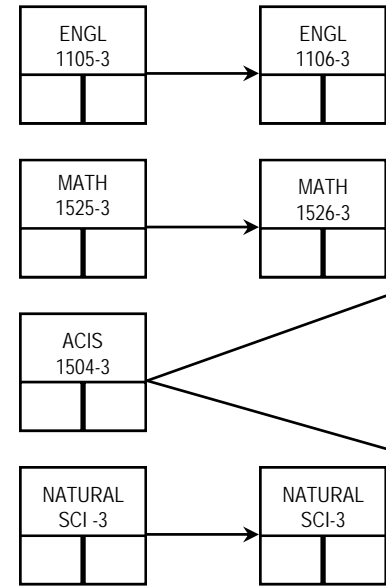 ENGL
1105-3
ENGL
1106-3
MATH
1525-3
MATH
1526-3
ACIS
1504-3
NATURAL
SCI -3
NATURAL
SCI-3